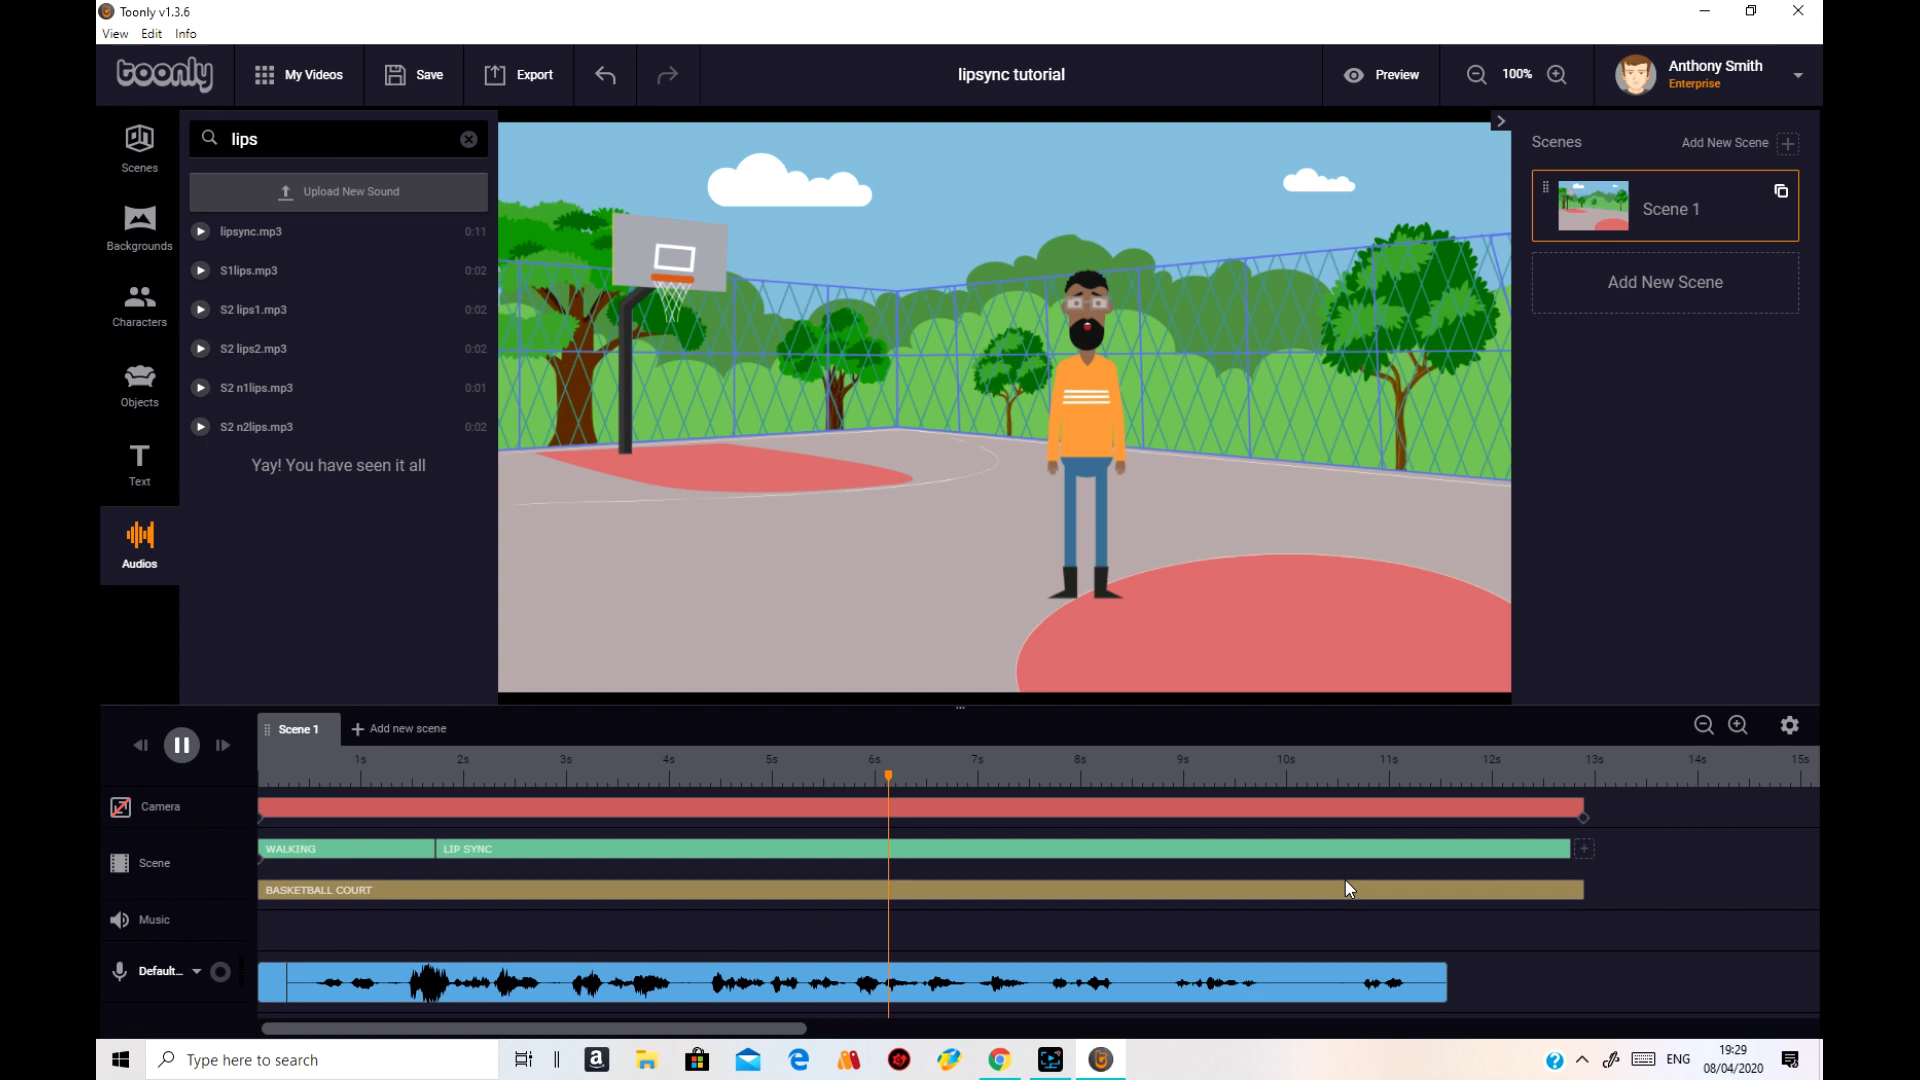 Toonly v1.3.6
View Edit Info
toonly My Videos Save Export lipsync tutorial Preview 100% Anthony Smith
Enterprise
Scenes
Backgrounds
Characters
Objects
Text
Audios
lips
Upload New Sound
lipsync.mp3 0:11
S1lips.mp3 0:02
S2 lips1.mp3 0:02
S2 lips2.mp3 0:02
S2 n1lips.mp3 0:01
S2 n2lips.mp3 0:02
Yay! You have seen it all
Scenes Add New Scene
Scene 1
Add New Scene
Scene 1 Add new scene
1s 2s 3s 4s 5s 6s 7s 8s 9s 10s 11s 12s 13s 14s 15s
Camera
WALKING LIP SYNC
Scene
BASKETBALL COURT
Music
Default...
Type here to search
ENG
19:29
08/04/2020